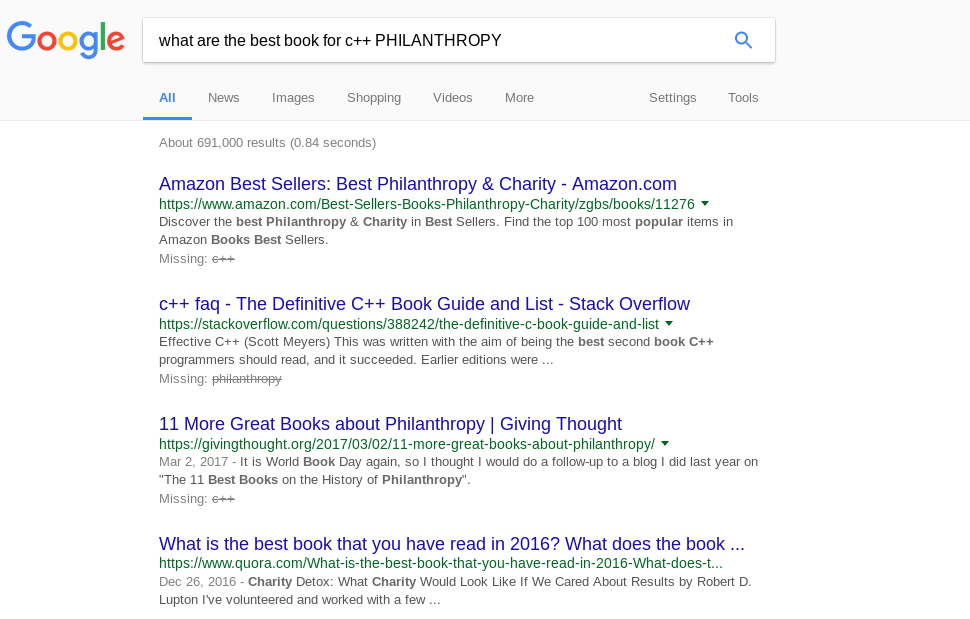 Google
what are the best book for c++ PHILANTHROPY
All News Images Shopping Videos More Settings Tools
About 691,000 results (0.84 seconds)
Amazon Best Sellers: Best Philanthropy & Charity - Amazon.com
https://www.amazon.com/Best-Sellers-Books-Philanthropy-Charity/zgbs/books/11276
Discover the best Philanthropy & Charity in Best Sellers. Find the top 100 most popular items in
Amazon Books Best Sellers.
Missing: c++
c++ faq - The Definitive C++ Book Guide and List - Stack Overflow
https://stackoverflow.com/questions/388242/the-definitive-c-book-guide-and-list
Effective C++ (Scott Meyers) This was written with the aim of being the best second book C++
programmers should read, and it succeeded. Earlier editions were ...
Missing: philanthropy
11 More Great Books about Philanthropy | Giving Thought
https://givingthought.org/2017/03/02/11-more-great-books-about-philanthropy/
Mar 2, 2017 - It is World Book Day again, so I thought I would do a follow-up to a blog I did last year on
"The 11 Best Books on the History of Philanthropy".
Missing: c++
What is the best book that you have read in 2016? What does the book ...
https://www.quora.com/What-is-the-best-book-that-you-have-read-in-2016-What-does-t...
Dec 26, 2016 - Charity Detox: What Charity Would Look Like If We Cared About Results by Robert D.
Lupton I've volunteered and worked with a few ...